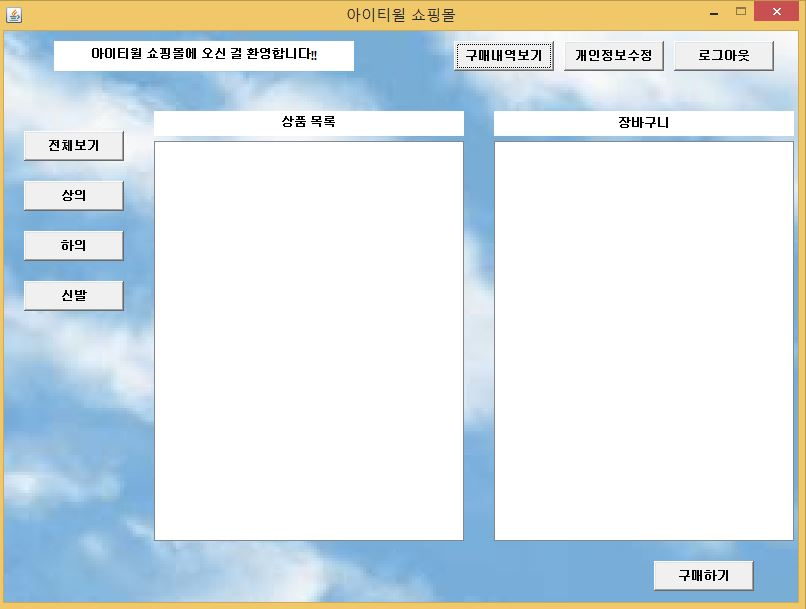 아이티윌 쇼핑몰
아이티윌 쇼핑몰에 오신 걸 환영합니다!!
구매내역보기
개인정보수정
로그아웃
상품 목록
장바구니
전체보기
상의
하의
신발
구매하기